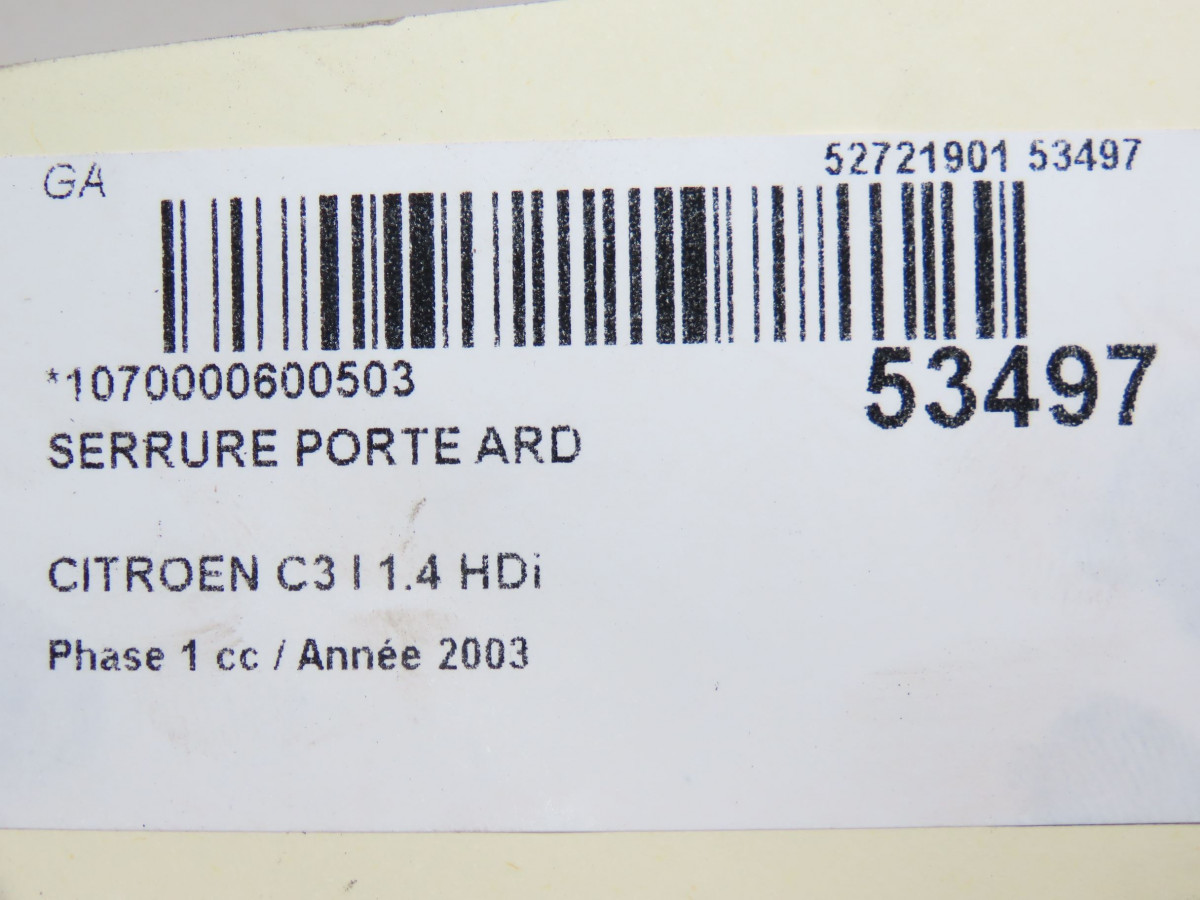 GA
52721901 53497
*1070000600503
53497
SERRURE PORTE ARD
CITROEN C3 I 1.4 HDi
Phase 1 cc / Année 2003